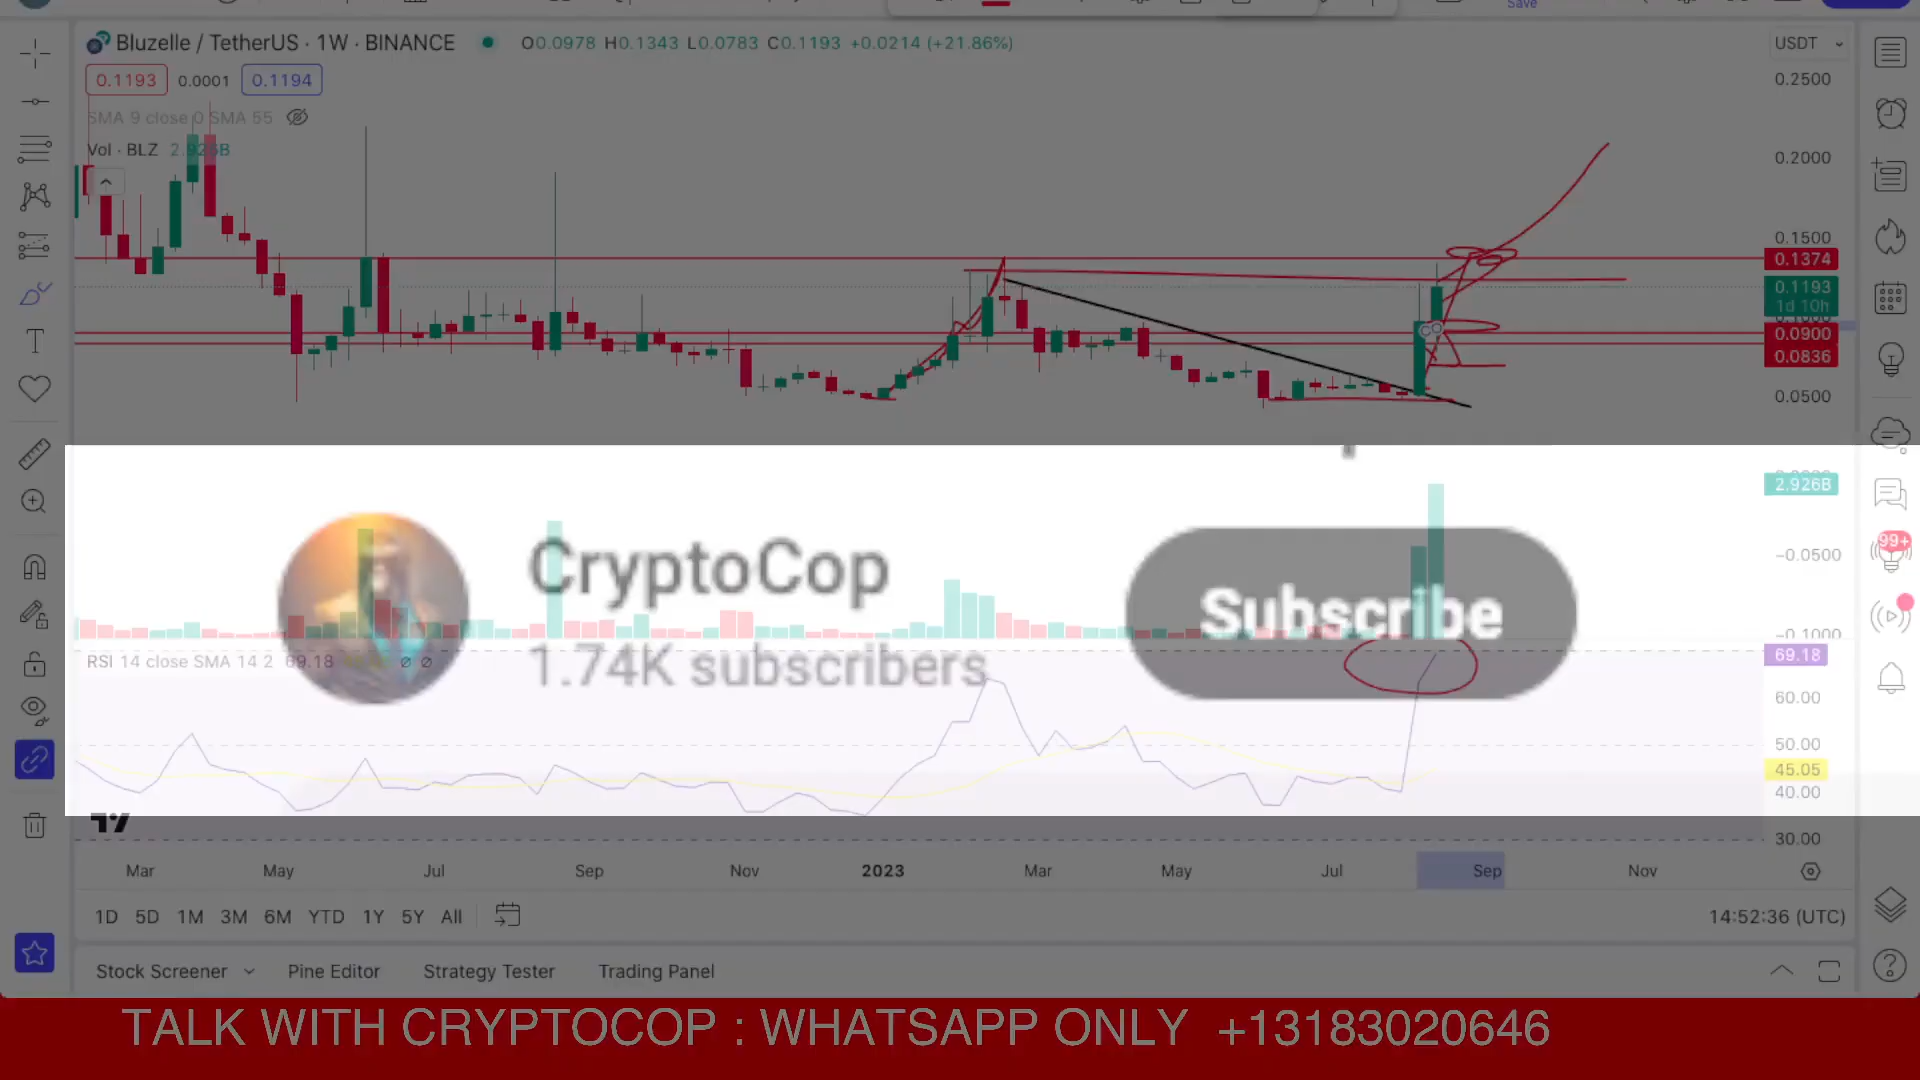 Save
Bluzelle / TetherUS · 1W · BINANCE O0.0978 H0.1343 L0.0783 C0.1193 +0.0214 (+21.86%) USDT
0.1193 0.0001 0.1194
SMA 9 close 0 SMA 55
Vol · BLZ 2.926B
0.2500
0.2000
0.1500
0.1374
0.1193
1d 10h
0.0900
0.0836
0.0500
2.926B
−0.0500
−0.1000
CryptoCop
1.74K subscribers
Subscribe
99+
RSI 14 close SMA 14 2 69.18
69.18
60.00
50.00
45.05
40.00
30.00
Mar May Jul Sep Nov 2023 Mar May Jul Sep Nov
1D 5D 1M 3M 6M YTD 1Y 5Y All 14:52:36 (UTC)
Stock Screener Pine Editor Strategy Tester Trading Panel
TALK WITH CRYPTOCOP : WHATSAPP ONLY +13183020646